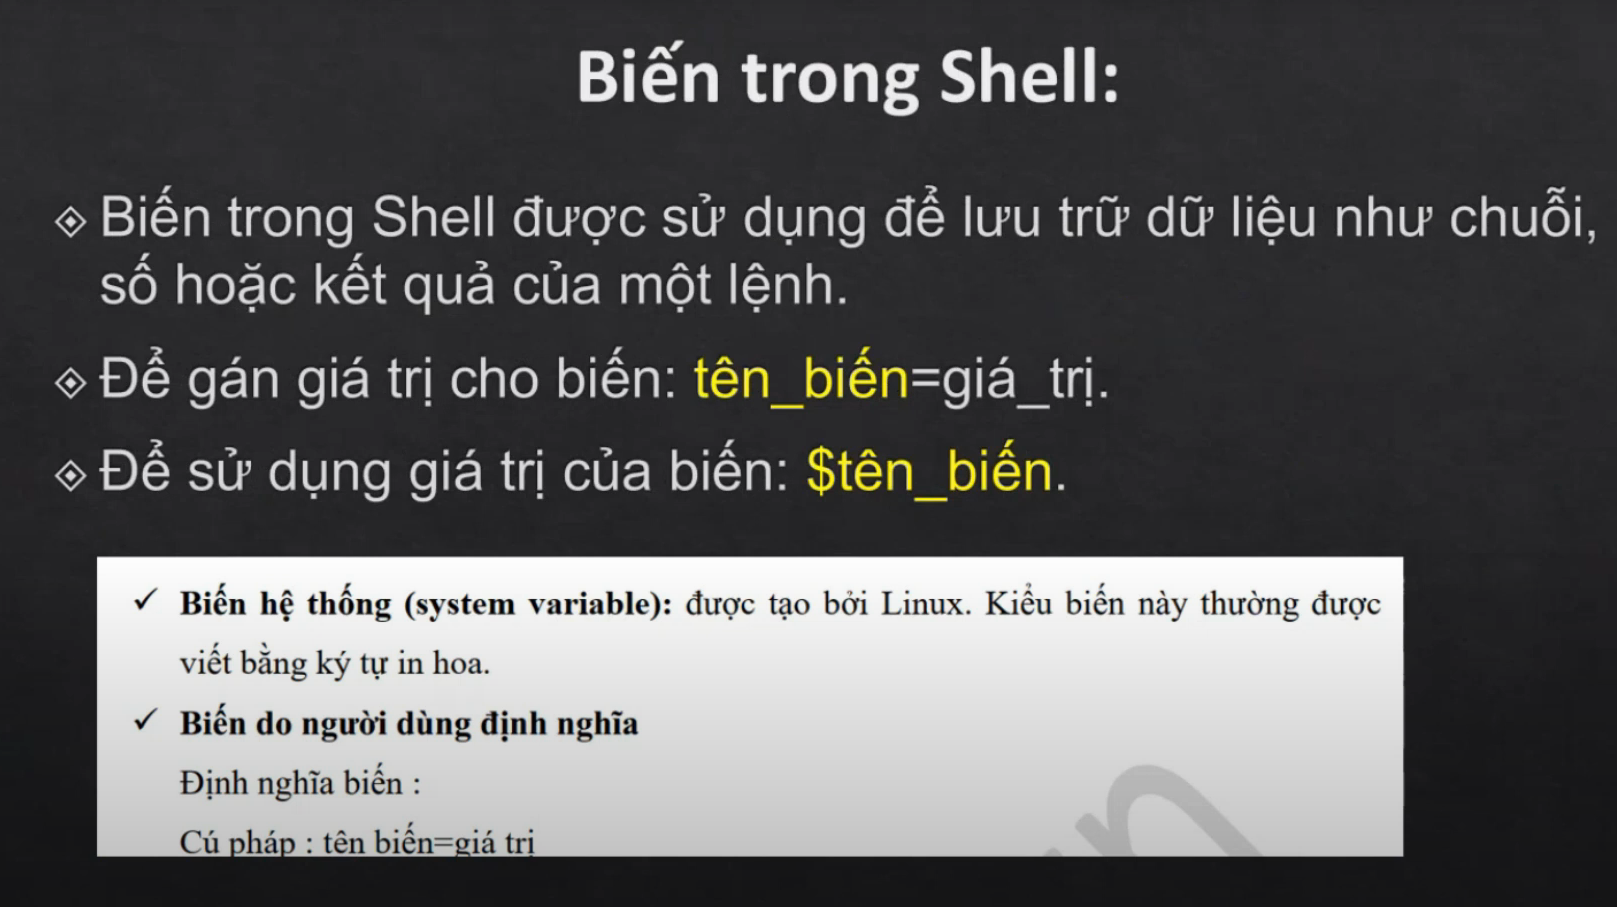 Biến trong Shell:
Biến trong Shell được sử dụng để lưu trữ dữ liệu như chuỗi,
số hoặc kết quả của một lệnh.
Để gán giá trị cho biến: tên_biến=giá_trị.
Để sử dụng giá trị của biến: $tên_biến.
✓ Biến hệ thống (system variable): được tạo bởi Linux. Kiểu biến này thường được
viết bằng ký tự in hoa.
✓ Biến do người dùng định nghĩa
Định nghĩa biến :
Cú pháp : tên biến=giá trị